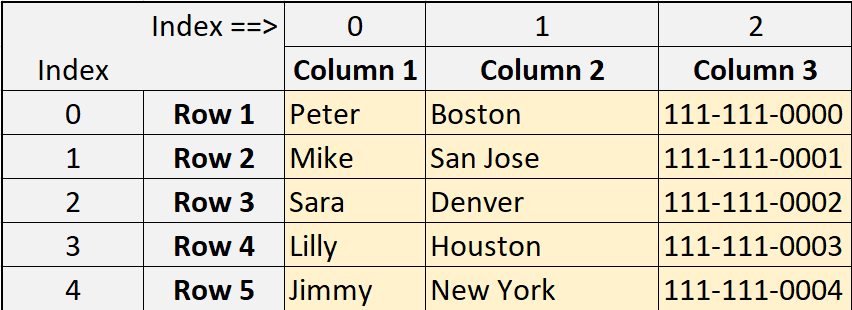 Index ==> 0 1 2
Index Column 1 Column 2 Column 3
0 Row 1 Peter Boston 111-111-0000
1 Row 2 Mike San Jose 111-111-0001
2 Row 3 Sara Denver 111-111-0002
3 Row 4 Lilly Houston 111-111-0003
4 Row 5 Jimmy New York 111-111-0004